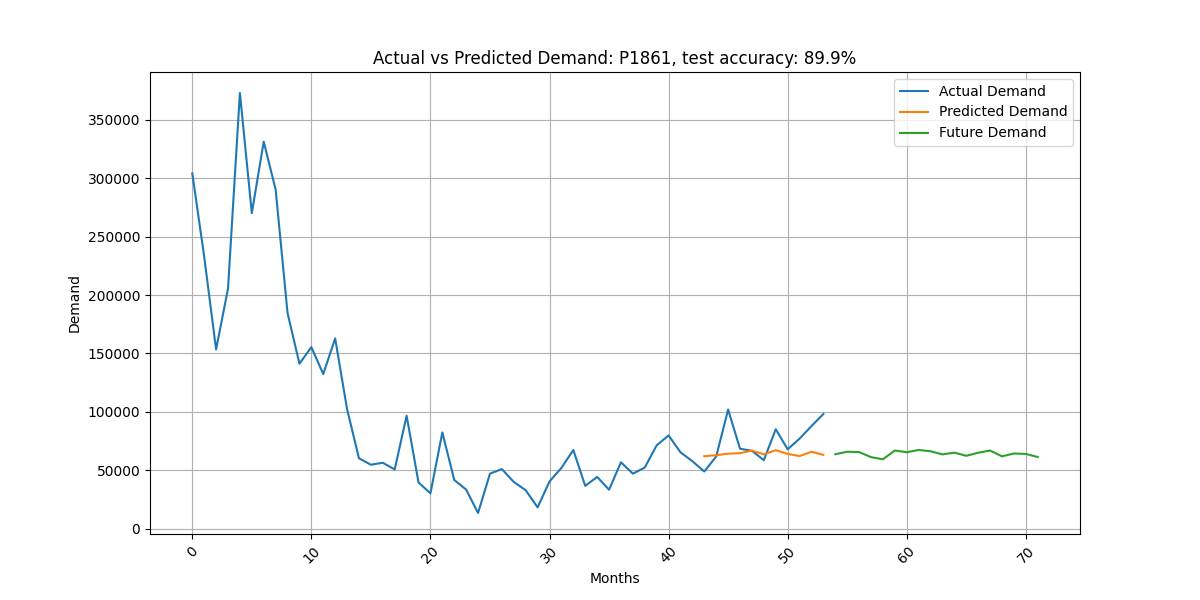 Actual vs Predicted Demand: P1861, test accuracy: 89.9%
Actual Demand
Predicted Demand
Future Demand
Demand
350000
300000
250000
200000
150000
100000
50000
0
0
10
20
30
40
50
60
70
Months